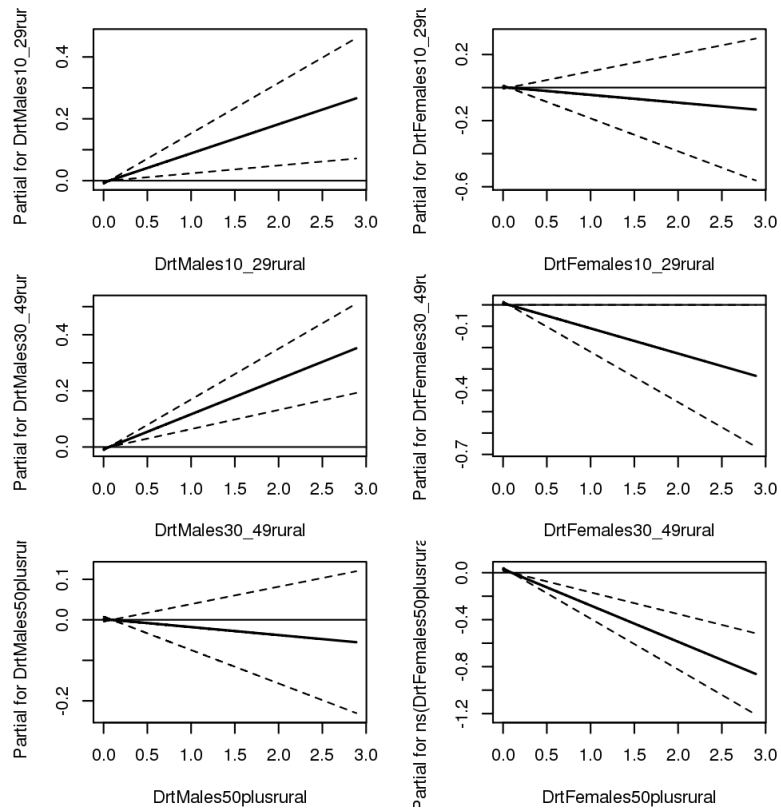 Partial for DrtMales10_29rur
0.4
0.2
0.0
0.0 0.5 1.0 1.5 2.0 2.5 3.0
DrtMales10_29rural
Partial for DrtFemales10_29ru
0.2
-0.2
-0.6
0.0 0.5 1.0 1.5 2.0 2.5 3.0
DrtFemales10_29rural
Partial for DrtMales30_49rur
0.4
0.2
0.0
0.0 0.5 1.0 1.5 2.0 2.5 3.0
DrtMales30_49rural
Partial for DrtFemales30_49ru
-0.1
-0.4
-0.7
0.0 0.5 1.0 1.5 2.0 2.5 3.0
DrtFemales30_49rural
Partial for DrtMales50plusrur
0.1
0.0
-0.2
0.0 0.5 1.0 1.5 2.0 2.5 3.0
DrtMales50plusrural
Partial for ns(DrtFemales50plusrura
0.0
-0.4
-0.8
-1.2
0.0 0.5 1.0 1.5 2.0 2.5 3.0
DrtFemales50plusrural